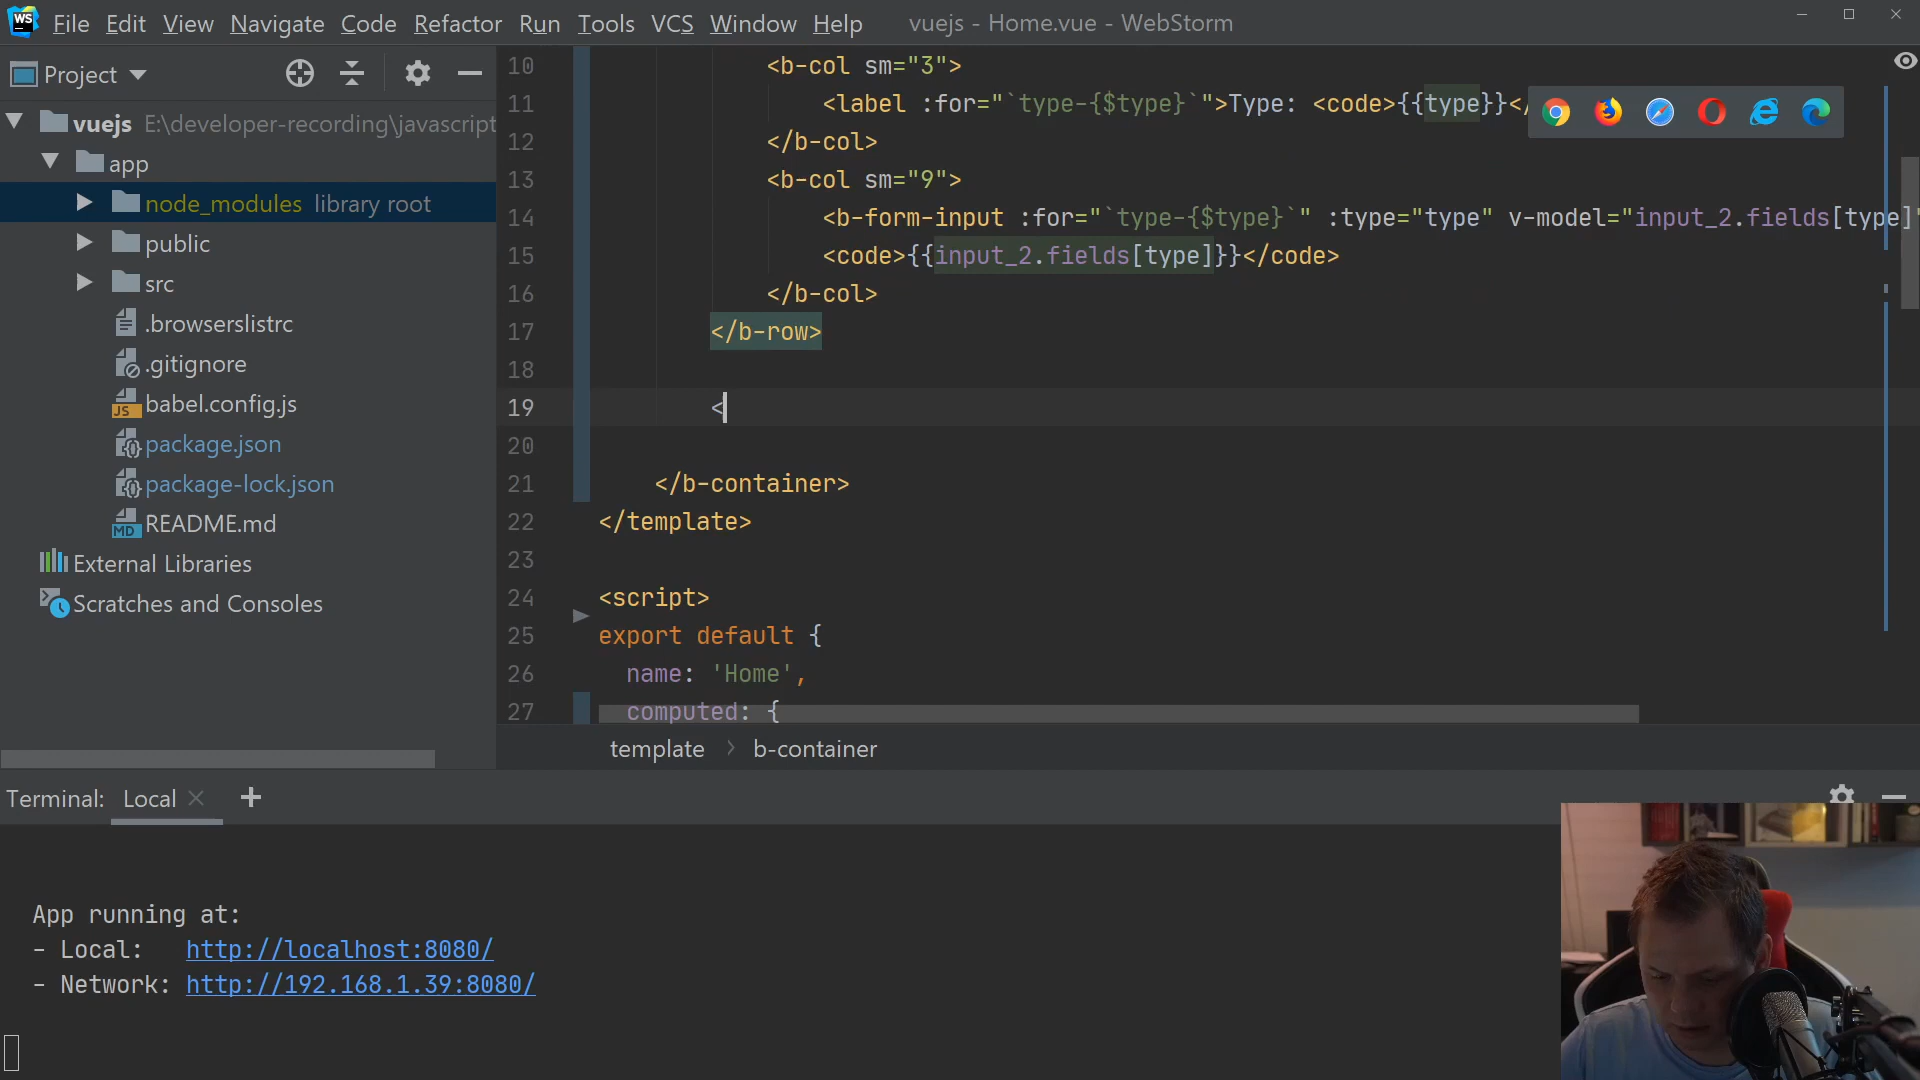 WS File Edit View Navigate Code Refactor Run Tools VCS Window Help vuejs - Home.vue - WebStorm
Project
vuejs E:\developer-recording\javascript
app
node_modules library root
public
src
.browserslistrc
.gitignore
JS babel.config.js
package.json
package-lock.json
MD README.md
External Libraries
Scratches and Consoles
10 <b-col sm="3">
11 <label :for="`type-{$type}`">Type: <code>{{type}}</
12 </b-col>
13 <b-col sm="9">
14 <b-form-input :for="`type-{$type}`" :type="type" v-model="input_2.fields[type]"
15 <code>{{input_2.fields[type]}}</code>
16 </b-col>
17 </b-row>
18
19 <
20
21 </b-container>
22 </template>
23
24 <script>
25 export default {
26 name: 'Home',
27 computed: {
template > b-container
Terminal: Local × +
App running at:
- Local: http://localhost:8080/
- Network: http://192.168.1.39:8080/